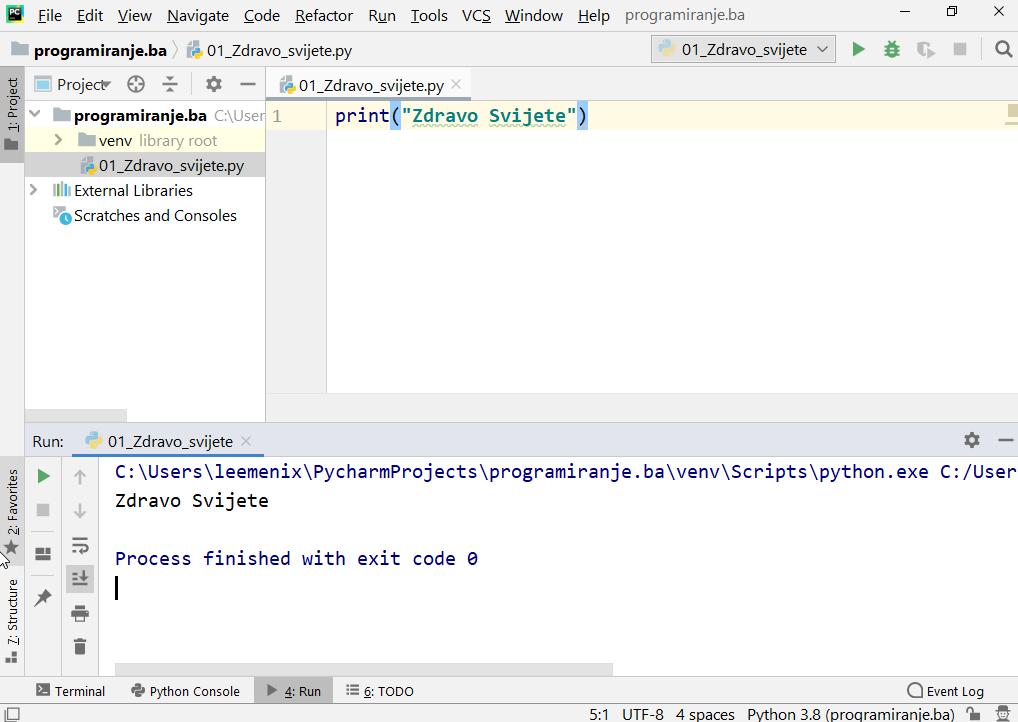 PC File Edit View Navigate Code Refactor Run Tools VCS Window Help programiranje.ba
programiranje.ba 01_Zdravo_svijete.py 01_Zdravo_svijete
1: Project
Project
01_Zdravo_svijete.py
programiranje.ba C:\User
venv library root
01_Zdravo_svijete.py
External Libraries
Scratches and Consoles
1 print("Zdravo Svijete")
Run: 01_Zdravo_svijete
C:\Users\leemenix\PycharmProjects\programiranje.ba\venv\Scripts\python.exe C:/User
Zdravo Svijete
Process finished with exit code 0
2: Favorites
7: Structure
Terminal Python Console 4: Run 6: TODO Event Log
5:1 UTF-8 4 spaces Python 3.8 (programiranje.ba)